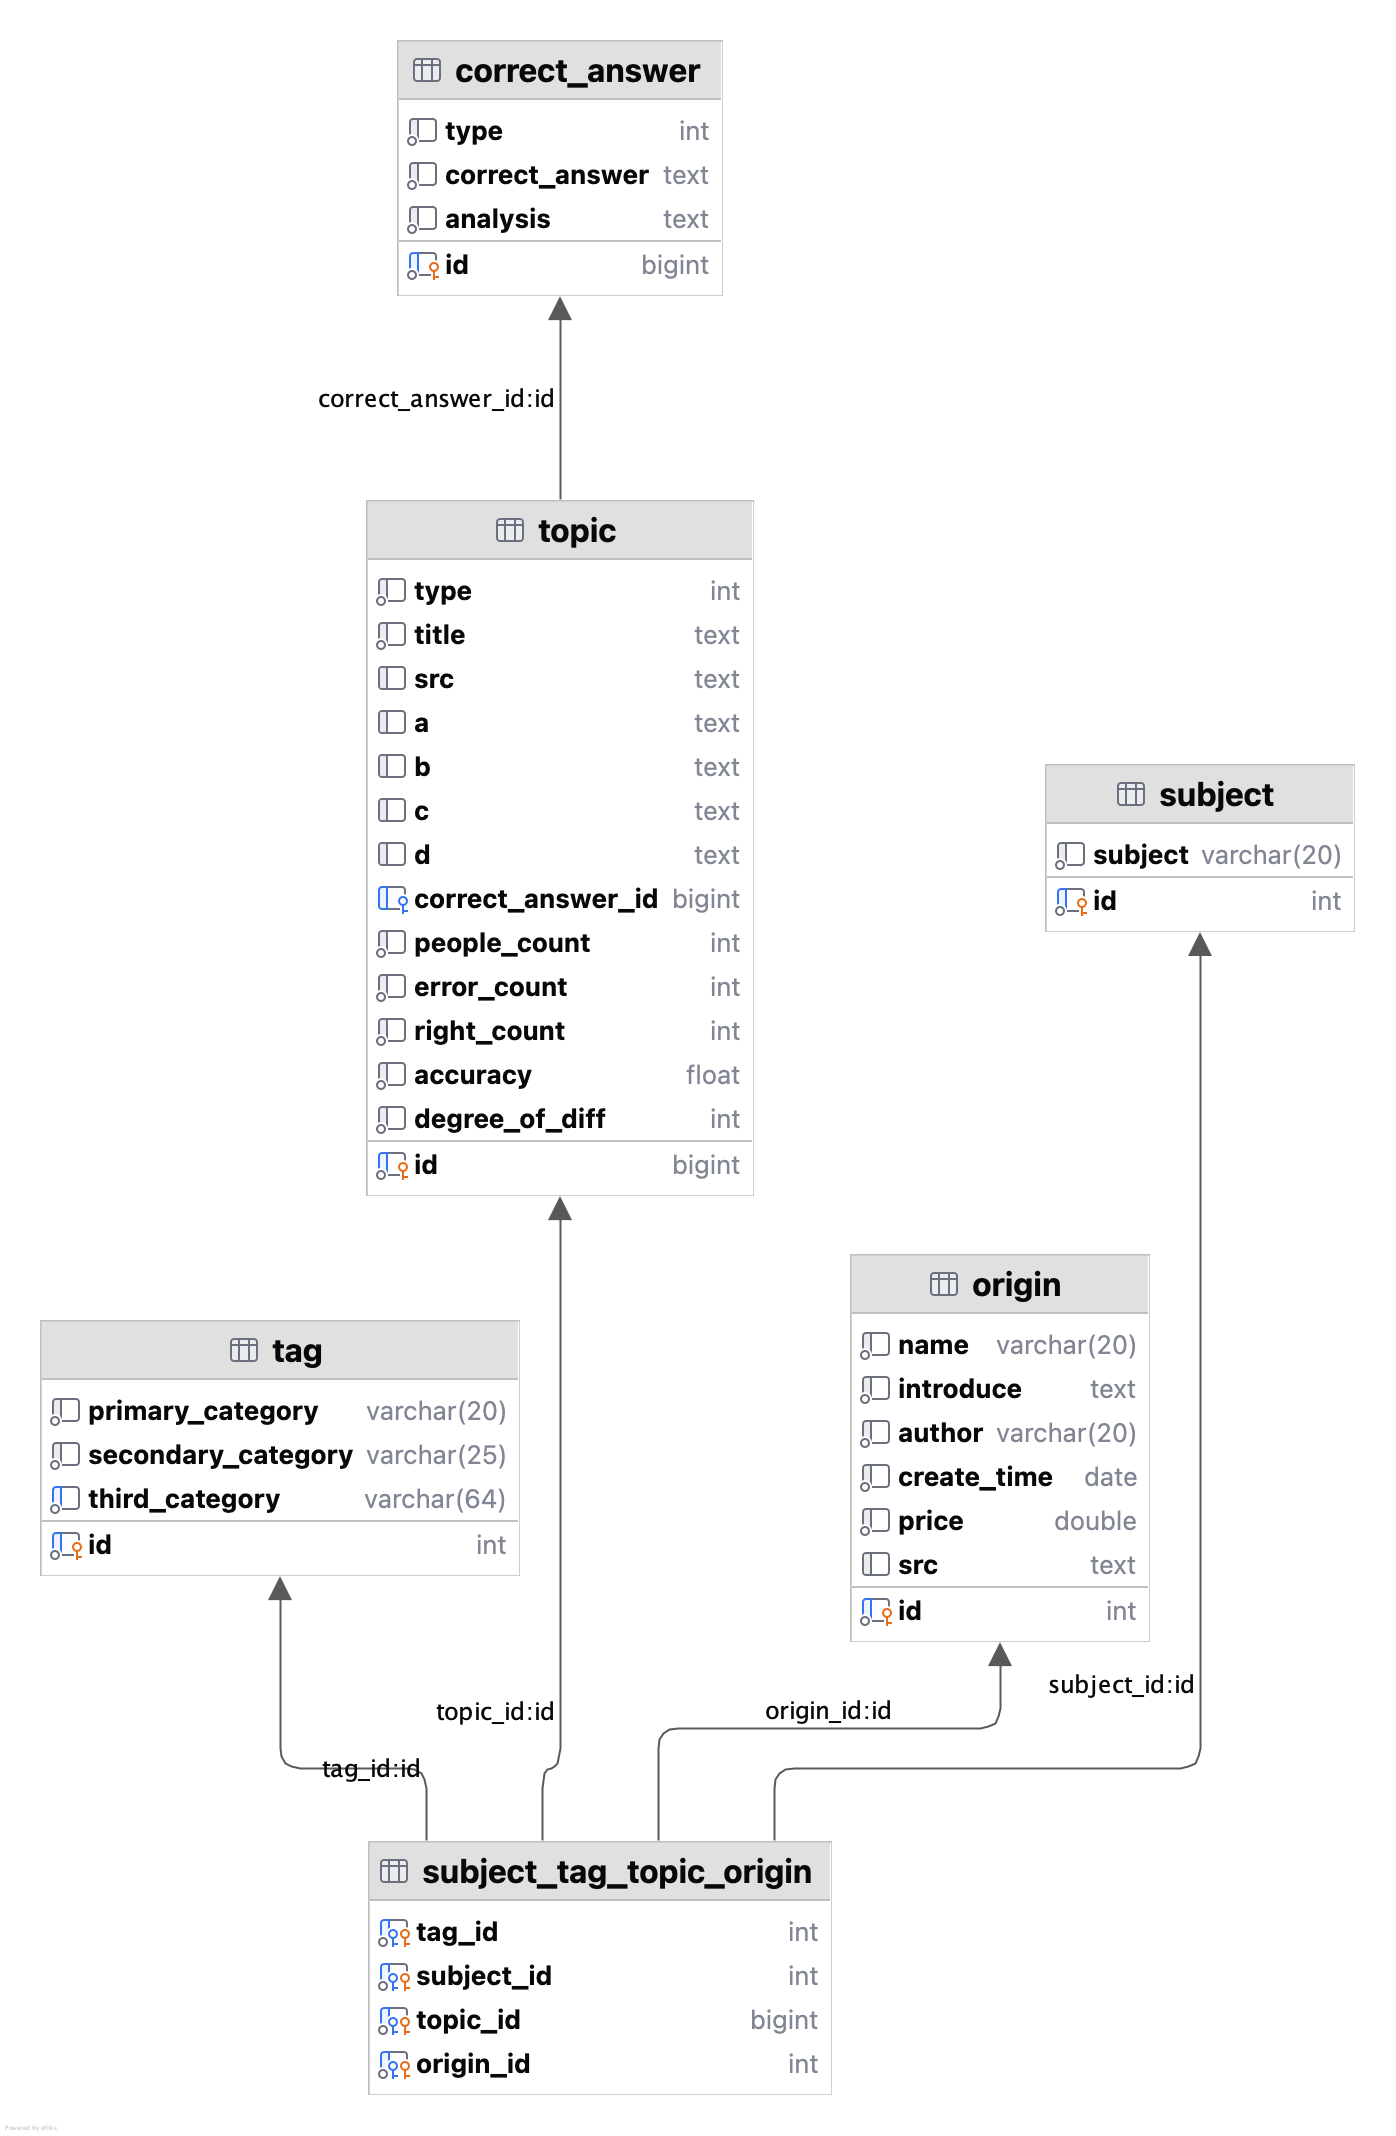 correct_answer
type int
correct_answer text
analysis text
id bigint
correct_answer_id:id
topic
type int
title text
src text
a text
b text
c text
d text
correct_answer_id bigint
people_count int
error_count int
right_count int
accuracy float
degree_of_diff int
id bigint
subject
subject varchar(20)
id int
origin
name varchar(20)
introduce text
author varchar(20)
create_time date
price double
src text
id int
tag
primary_category varchar(20)
secondary_category varchar(25)
third_category varchar(64)
id int
subject_id:id
topic_id:id
origin_id:id
tag_id:id
subject_tag_topic_origin
tag_id int
subject_id int
topic_id bigint
origin_id int
Powered by yFiles